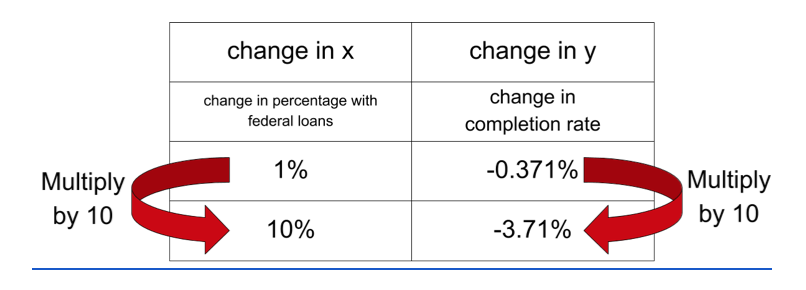 change in x
change in y
change in percentage with
federal loans
change in
completion rate
Multiply
by 10
1%
-0.371%
Multiply
by 10
10%
-3.71%